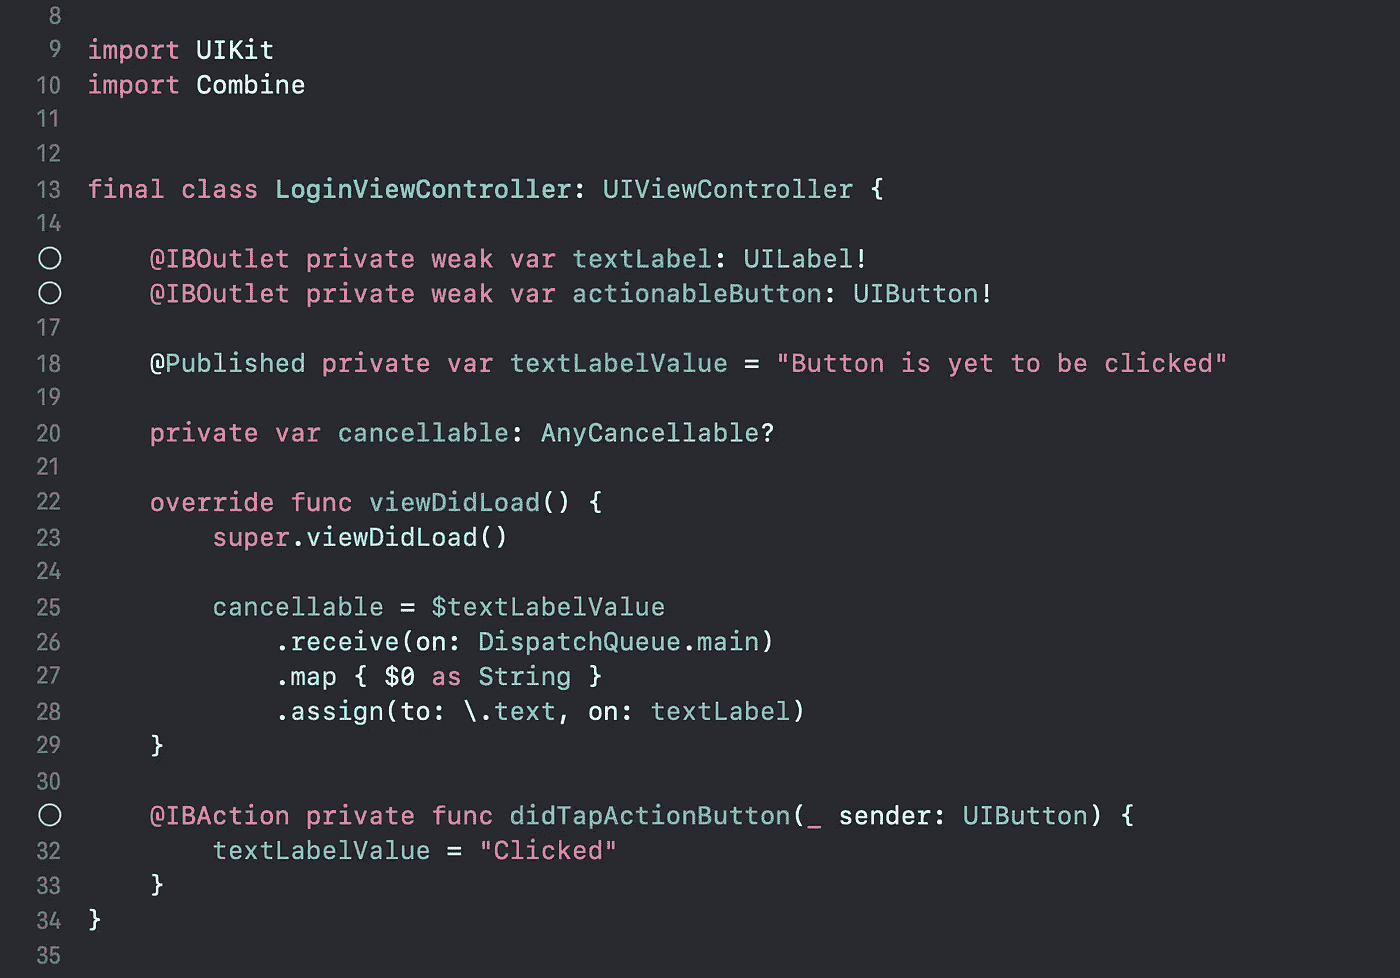 8
9 import UIKit
10 import Combine
11
12
13 final class LoginViewController: UIViewController {
14
@IBOutlet private weak var textLabel: UILabel!
@IBOutlet private weak var actionableButton: UIButton!
17
18 @Published private var textLabelValue = "Button is yet to be clicked"
19
20 private var cancellable: AnyCancellable?
21
22 override func viewDidLoad() {
23 super.viewDidLoad()
24
25 cancellable = $textLabelValue
26 .receive(on: DispatchQueue.main)
27 .map { $0 as String }
28 .assign(to: \.text, on: textLabel)
29 }
30
@IBAction private func didTapActionButton(_ sender: UIButton) {
32 textLabelValue = "Clicked"
33 }
34 }
35